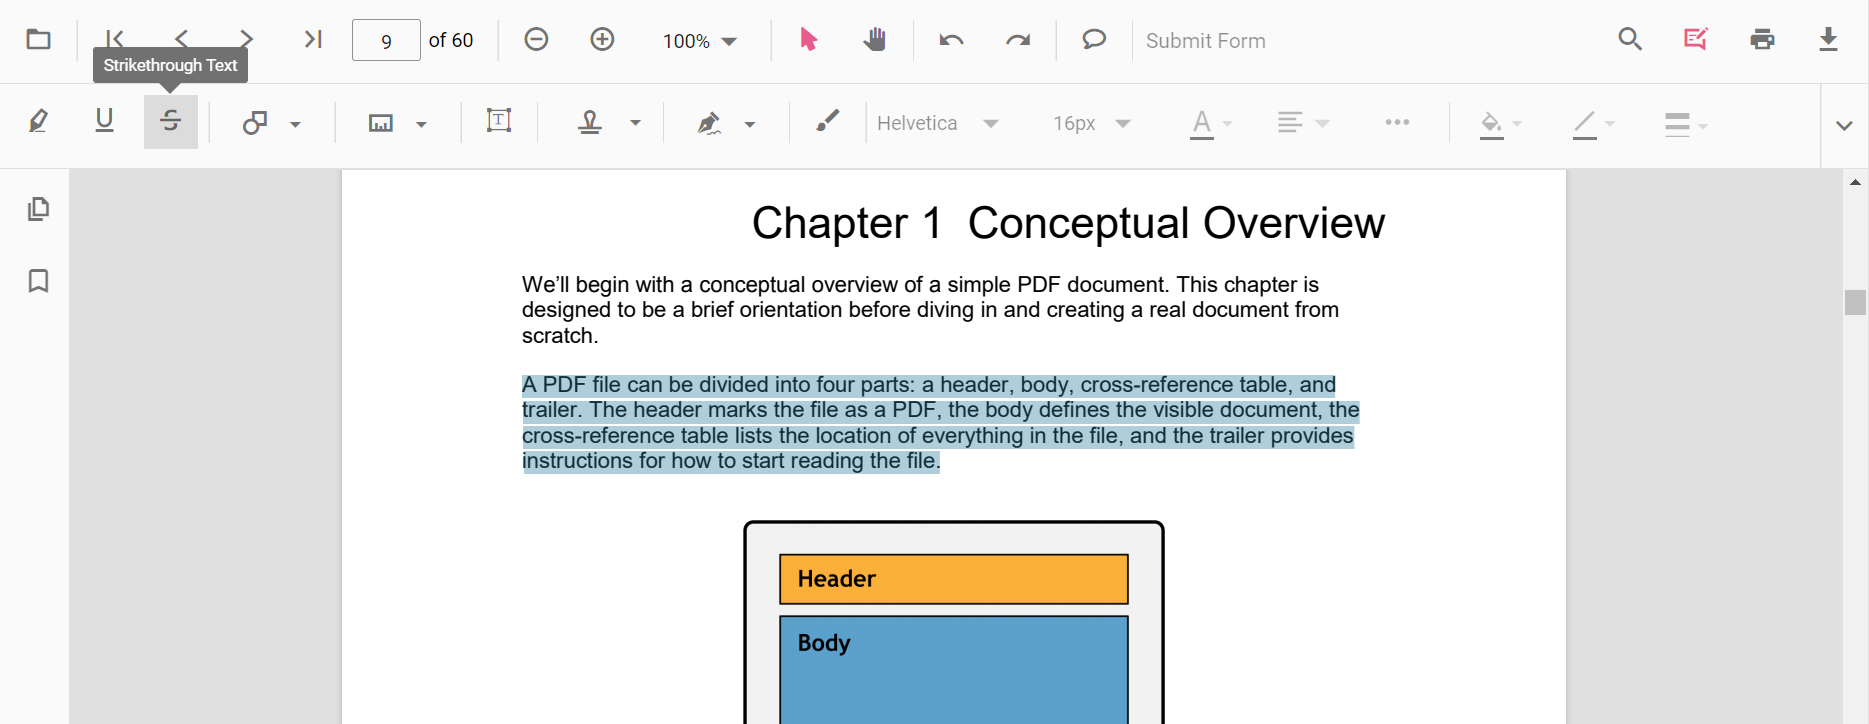 9 of 60
100%
Submit Form
Strikethrough Text
U
S
T
Helvetica
16px
A
Chapter 1  Conceptual Overview
We’ll begin with a conceptual overview of a simple PDF document. This chapter is
designed to be a brief orientation before diving in and creating a real document from
scratch.
A PDF file can be divided into four parts: a header, body, cross-reference table, and
trailer. The header marks the file as a PDF, the body defines the visible document, the
cross-reference table lists the location of everything in the file, and the trailer provides
instructions for how to start reading the file.
Header
Body